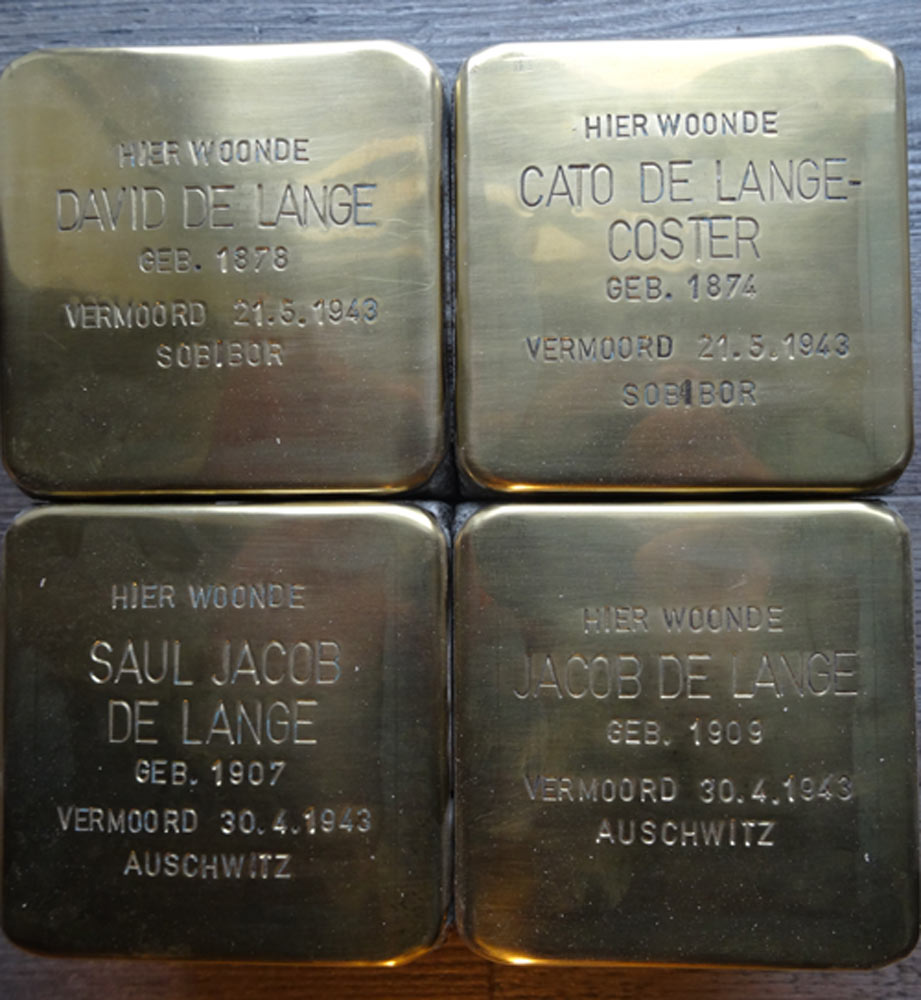 HIER WOONDE
DAVID DE LANGE
GEB. 1878
VERMOORD 21.5.1943
SOBIBOR
HIER WOONDE
CATO DE LANGE-
COSTER
GEB. 1874
VERMOORD 21.5.1943
SOBIBOR
HIER WOONDE
SAUL JACOB
DE LANGE
GEB. 1907
VERMOORD 30.4.1943
AUSCHWITZ
HIER WOONDE
JACOB DE LANGE
GEB. 1909
VERMOORD 30.4.1943
AUSCHWITZ